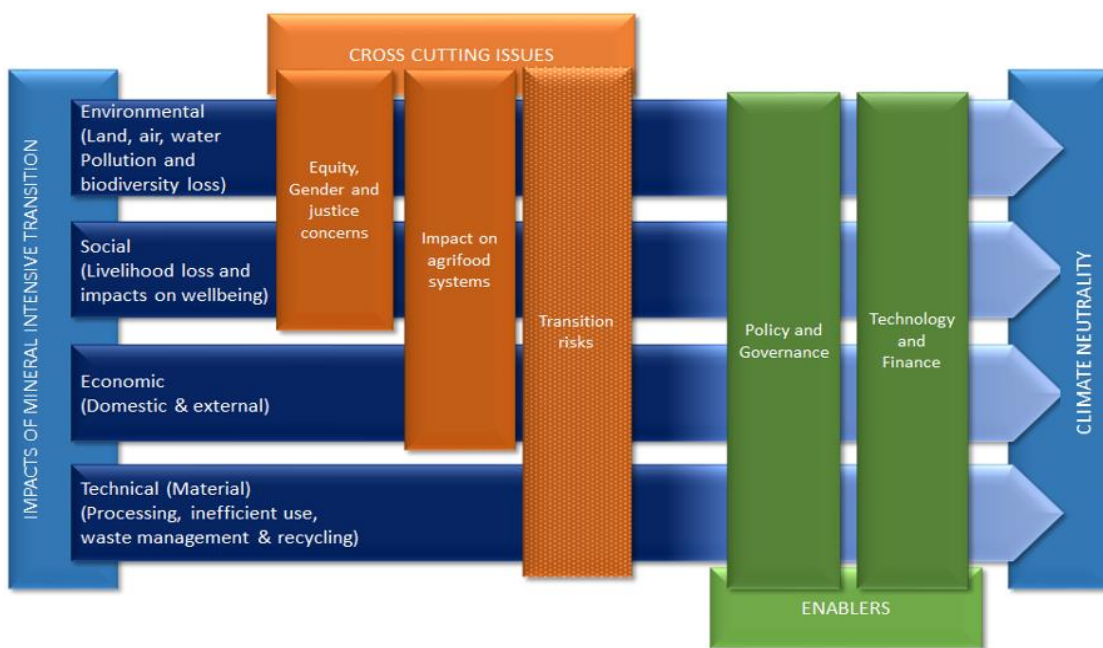 CROSS CUTTING ISSUES
IMPACTS OF MINERAL INTENSIVE TRANSITION
Environmental
(Land, air, water
Pollution and
biodiversity loss)
Social
(Livelihood loss and
impacts on wellbeing)
Economic
(Domestic & external)
Technical (Material)
(Processing, inefficient use,
waste management & recycling)
Equity,
Gender and
justice
concerns
Impact on
agrifood
systems
Transition
risks
Policy and
Governance
Technology
and
Finance
ENABLERS
CLIMATE NEUTRALITY